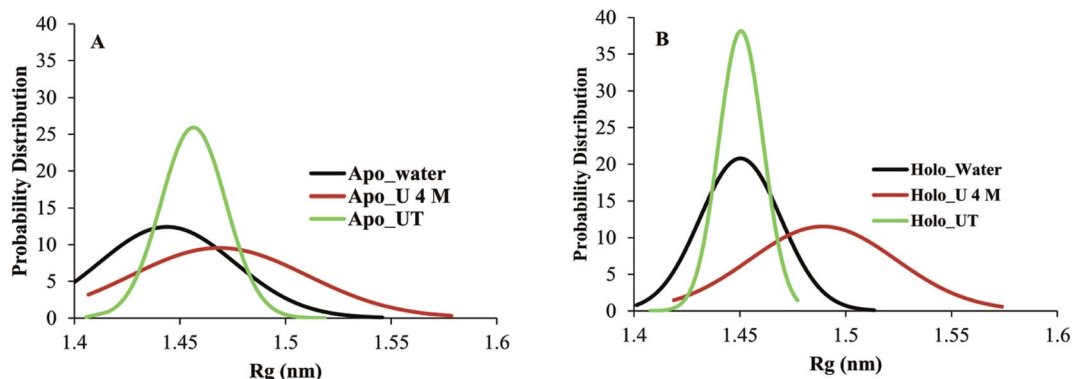 A
Probability Distribution
40
35
30
25
20
15
10
5
0
1.4 1.45 1.5 1.55 1.6
Rg (nm)
Apo_water
Apo_U 4 M
Apo_UT
B
Probability Distribution
40
35
30
25
20
15
10
5
0
1.4 1.45 1.5 1.55 1.6
Rg (nm)
Holo_Water
Holo_U 4 M
Holo_UT